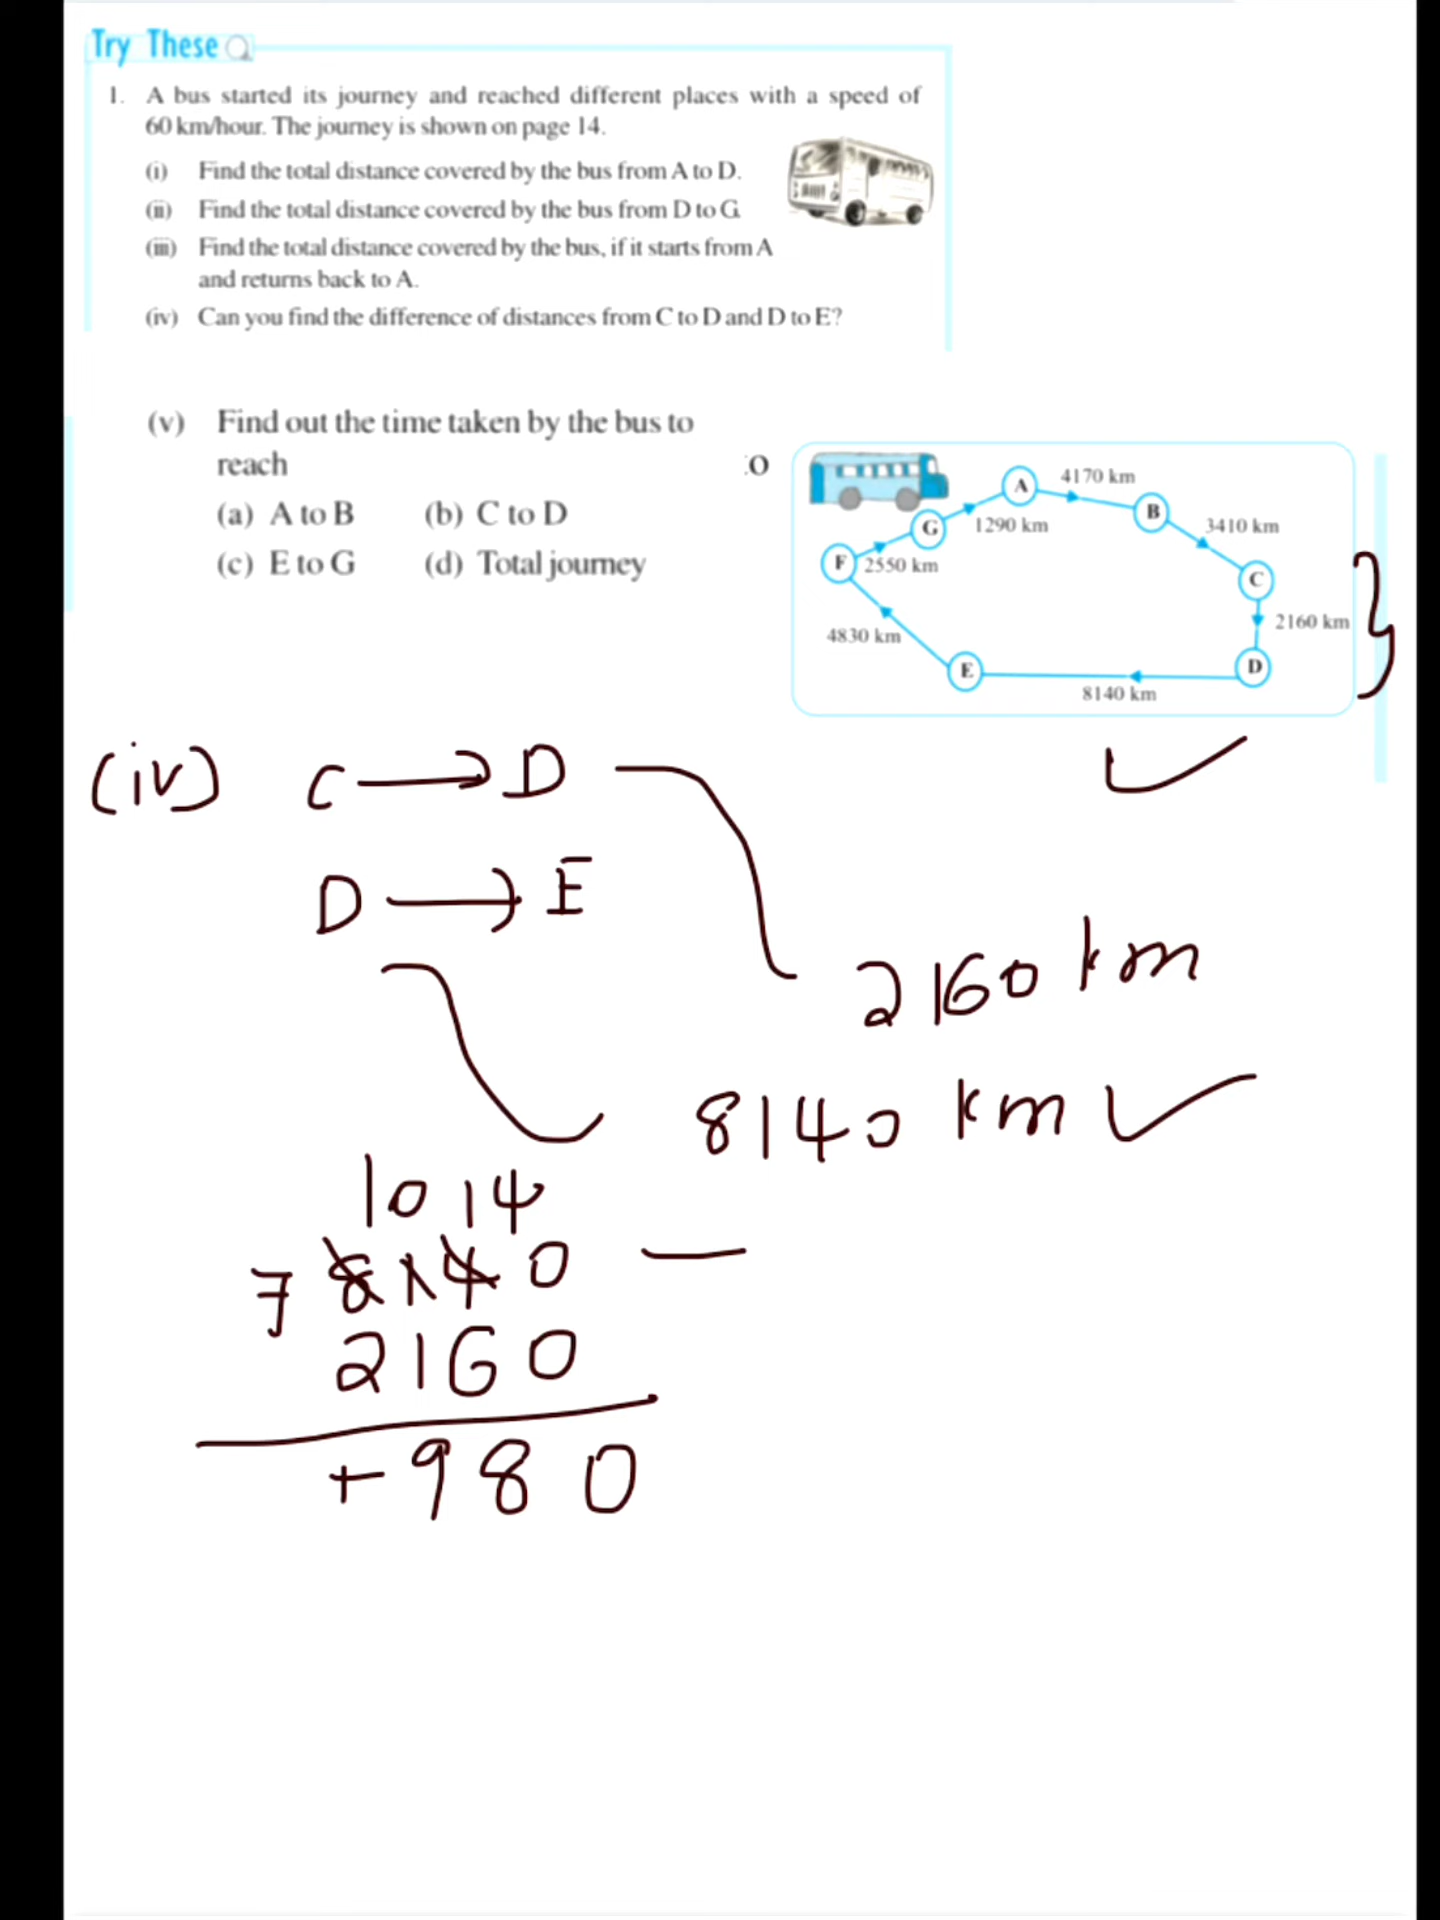 Try These
1. A bus started its journey and reached different places with a speed of
60 km/hour. The journey is shown on page 14.
(i) Find the total distance covered by the bus from A to D.
(ii) Find the total distance covered by the bus from D to G.
(iii) Find the total distance covered by the bus, if it starts from A
and returns back to A.
(iv) Can you find the difference of distances from C to D and D to E?
(v) Find out the time taken by the bus to
reach
(a) A to B (b) C to D
(c) E to G (d) Total journey
A 4170 km
B
G 1290 km 3410 km
F 2550 km
C
2160 km
4830 km
E D
8140 km
(iv) C → D
D → E
2160 km
8140 km
10 14
7 8140 —
2160
+980